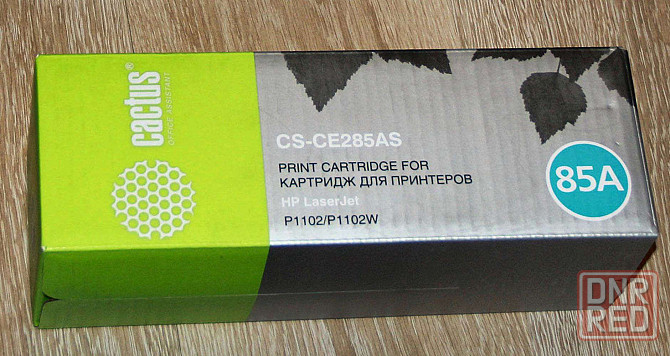 cactus®
OFFICE ASSISTANT
CS-CE285AS
PRINT CARTRIDGE FOR
КАРТРИДЖ ДЛЯ ПРИНТЕРОВ
HP LaserJet
P1102/P1102W
85A
DNR
RED